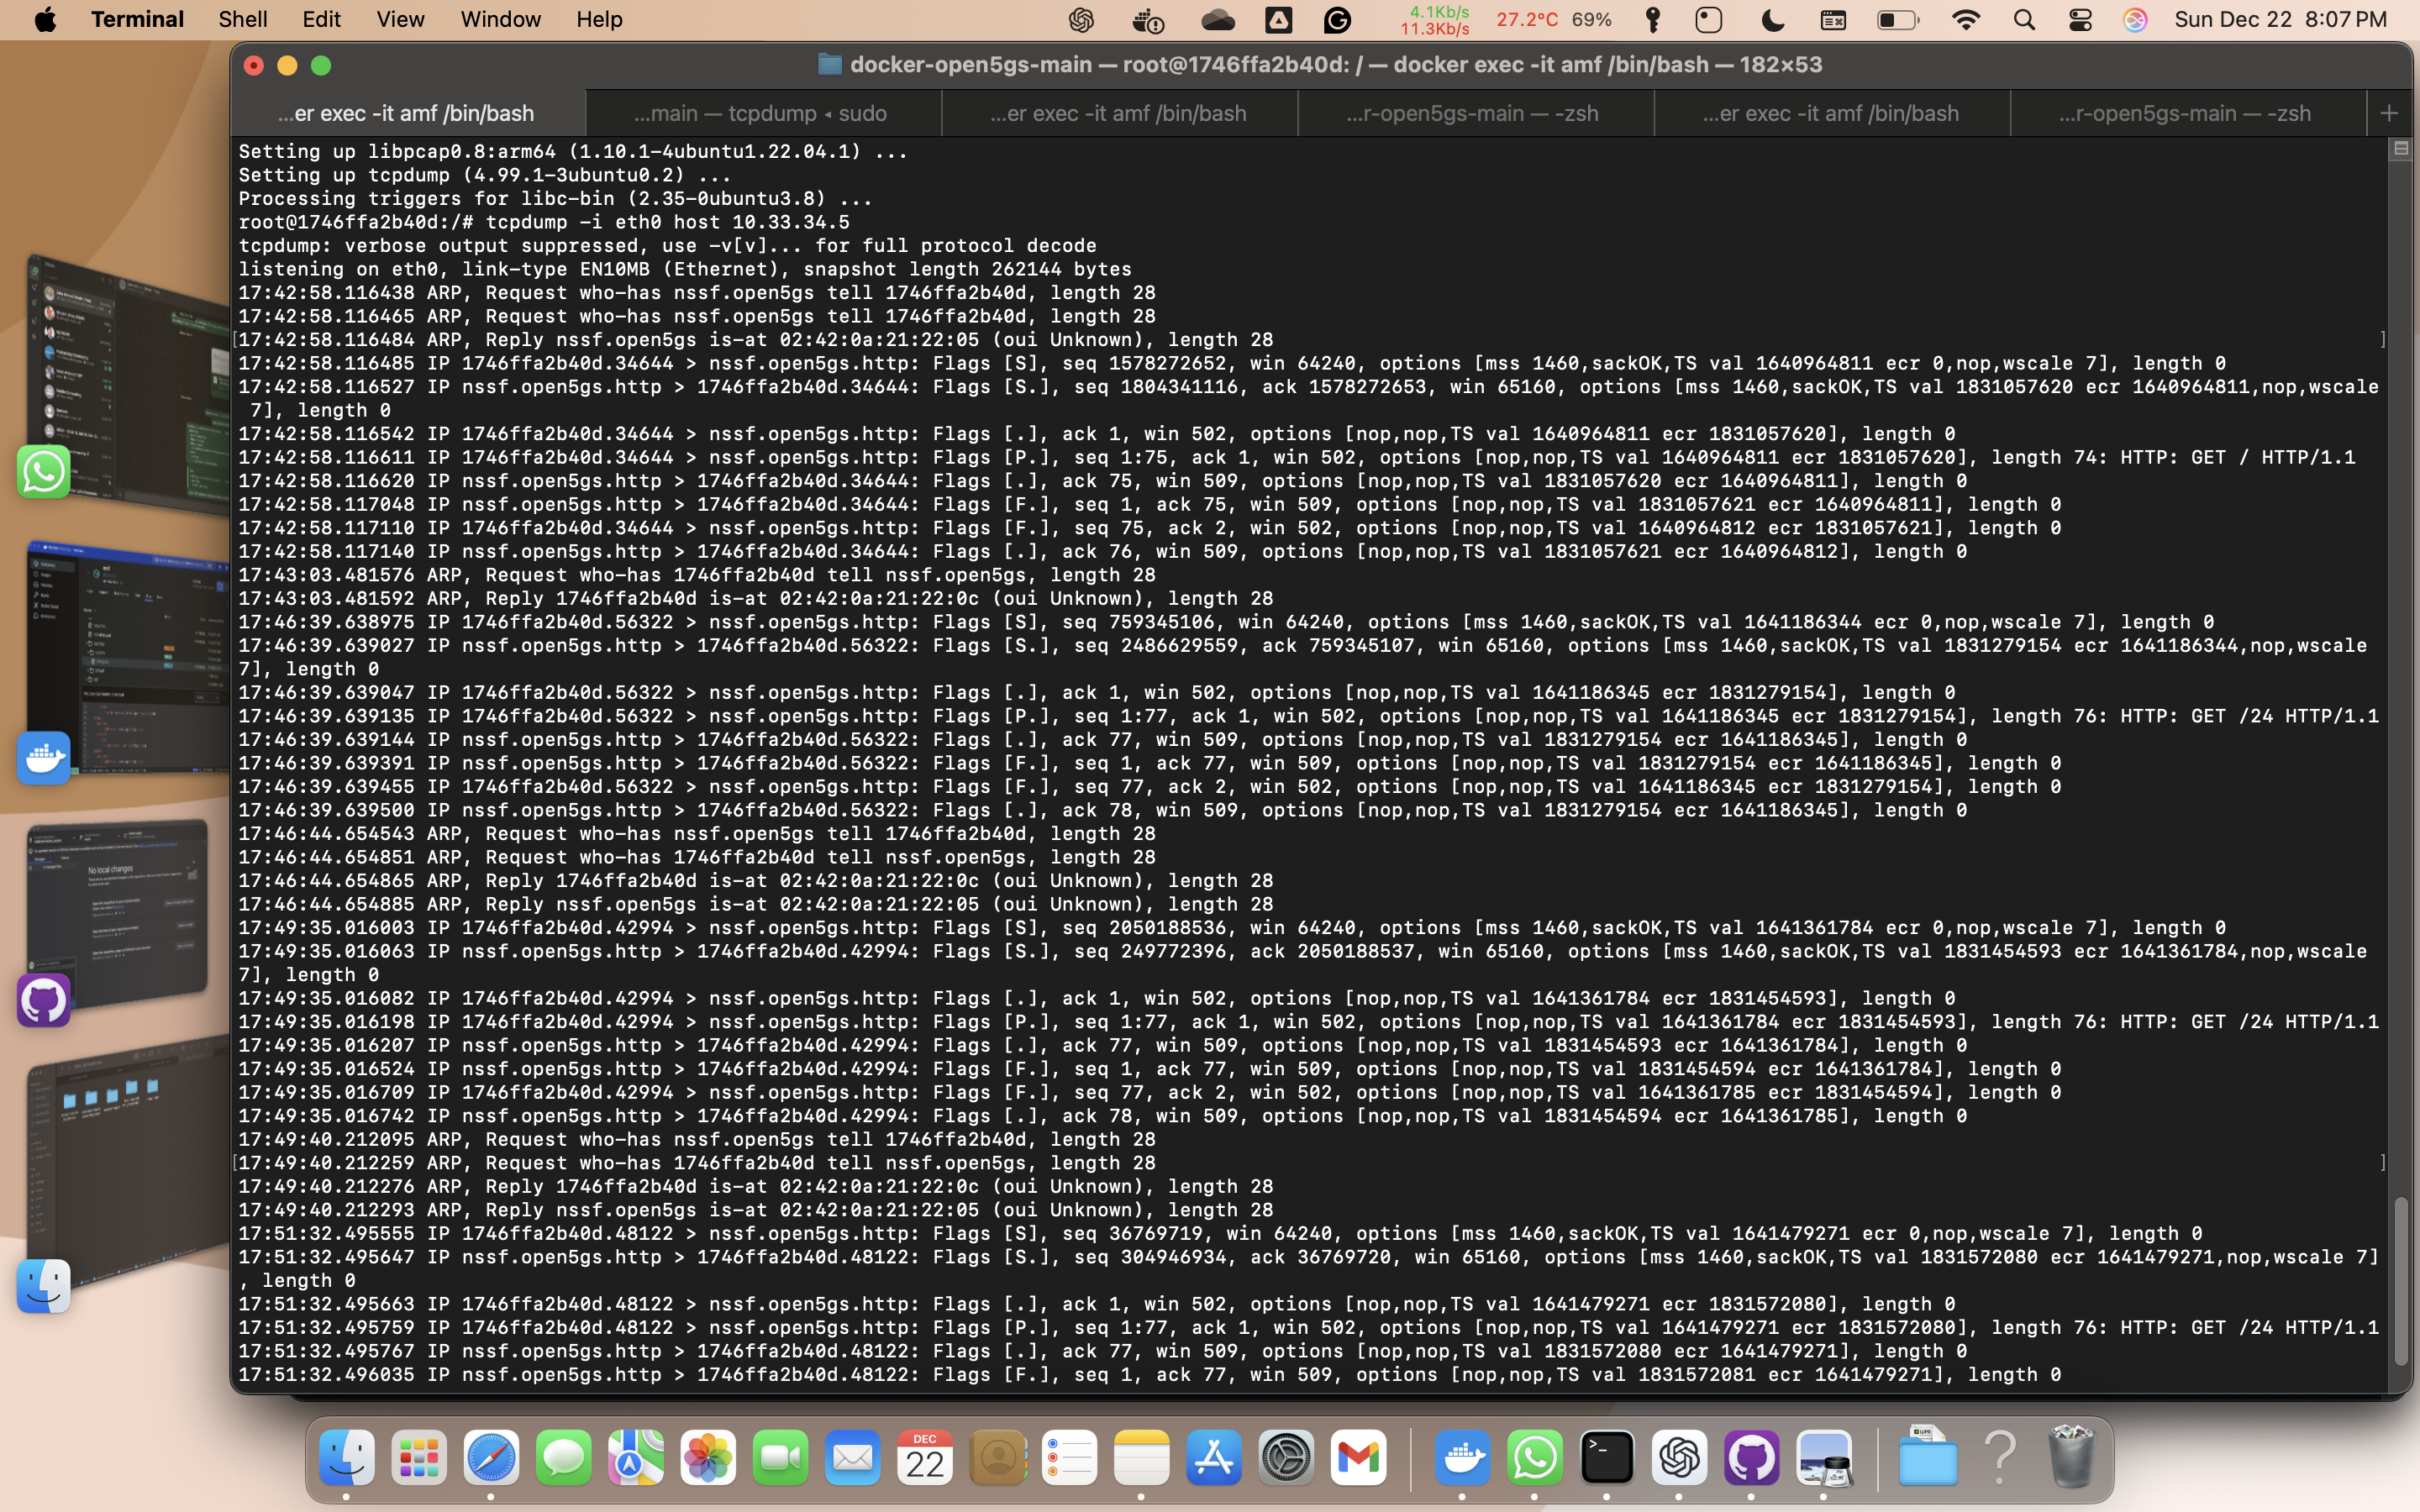 Terminal Shell Edit View Window Help 4.1Kb/s 11.3Kb/s 27.2°C 69% Sun Dec 22 8:07 PM
docker-open5gs-main — root@1746ffa2b40d: / — docker exec -it amf /bin/bash — 182×53
...er exec -it amf /bin/bash ...main — tcpdump ◂ sudo ...er exec -it amf /bin/bash ...r-open5gs-main — -zsh ...er exec -it amf /bin/bash ...r-open5gs-main — -zsh
Setting up libpcap0.8:arm64 (1.10.1-4ubuntu1.22.04.1) ...
Setting up tcpdump (4.99.1-3ubuntu0.2) ...
Processing triggers for libc-bin (2.35-0ubuntu3.8) ...
root@1746ffa2b40d:/# tcpdump -i eth0 host 10.33.34.5
tcpdump: verbose output suppressed, use -v[v]... for full protocol decode
listening on eth0, link-type EN10MB (Ethernet), snapshot length 262144 bytes
17:42:58.116438 ARP, Request who-has nssf.open5gs tell 1746ffa2b40d, length 28
17:42:58.116465 ARP, Request who-has nssf.open5gs tell 1746ffa2b40d, length 28
[17:42:58.116484 ARP, Reply nssf.open5gs is-at 02:42:0a:21:22:05 (oui Unknown), length 28 ]
17:42:58.116485 IP 1746ffa2b40d.34644 > nssf.open5gs.http: Flags [S], seq 1578272652, win 64240, options [mss 1460,sackOK,TS val 1640964811 ecr 0,nop,wscale 7], length 0
17:42:58.116527 IP nssf.open5gs.http > 1746ffa2b40d.34644: Flags [S.], seq 1804341116, ack 1578272653, win 65160, options [mss 1460,sackOK,TS val 1831057620 ecr 1640964811,nop,wscale
7], length 0
17:42:58.116542 IP 1746ffa2b40d.34644 > nssf.open5gs.http: Flags [.], ack 1, win 502, options [nop,nop,TS val 1640964811 ecr 1831057620], length 0
17:42:58.116611 IP 1746ffa2b40d.34644 > nssf.open5gs.http: Flags [P.], seq 1:75, ack 1, win 502, options [nop,nop,TS val 1640964811 ecr 1831057620], length 74: HTTP: GET / HTTP/1.1
17:42:58.116620 IP nssf.open5gs.http > 1746ffa2b40d.34644: Flags [.], ack 75, win 509, options [nop,nop,TS val 1831057620 ecr 1640964811], length 0
17:42:58.117048 IP nssf.open5gs.http > 1746ffa2b40d.34644: Flags [F.], seq 1, ack 75, win 509, options [nop,nop,TS val 1831057621 ecr 1640964811], length 0
17:42:58.117110 IP 1746ffa2b40d.34644 > nssf.open5gs.http: Flags [F.], seq 75, ack 2, win 502, options [nop,nop,TS val 1640964812 ecr 1831057621], length 0
17:42:58.117140 IP nssf.open5gs.http > 1746ffa2b40d.34644: Flags [.], ack 76, win 509, options [nop,nop,TS val 1831057621 ecr 1640964812], length 0
17:43:03.481576 ARP, Request who-has 1746ffa2b40d tell nssf.open5gs, length 28
17:43:03.481592 ARP, Reply 1746ffa2b40d is-at 02:42:0a:21:22:0c (oui Unknown), length 28
17:46:39.638975 IP 1746ffa2b40d.56322 > nssf.open5gs.http: Flags [S], seq 759345106, win 64240, options [mss 1460,sackOK,TS val 1641186344 ecr 0,nop,wscale 7], length 0
17:46:39.639027 IP nssf.open5gs.http > 1746ffa2b40d.56322: Flags [S.], seq 2486629559, ack 759345107, win 65160, options [mss 1460,sackOK,TS val 1831279154 ecr 1641186344,nop,wscale
7], length 0
17:46:39.639047 IP 1746ffa2b40d.56322 > nssf.open5gs.http: Flags [.], ack 1, win 502, options [nop,nop,TS val 1641186345 ecr 1831279154], length 0
17:46:39.639135 IP 1746ffa2b40d.56322 > nssf.open5gs.http: Flags [P.], seq 1:77, ack 1, win 502, options [nop,nop,TS val 1641186345 ecr 1831279154], length 76: HTTP: GET /24 HTTP/1.1
17:46:39.639144 IP nssf.open5gs.http > 1746ffa2b40d.56322: Flags [.], ack 77, win 509, options [nop,nop,TS val 1831279154 ecr 1641186345], length 0
17:46:39.639391 IP nssf.open5gs.http > 1746ffa2b40d.56322: Flags [F.], seq 1, ack 77, win 509, options [nop,nop,TS val 1831279154 ecr 1641186345], length 0
17:46:39.639455 IP 1746ffa2b40d.56322 > nssf.open5gs.http: Flags [F.], seq 77, ack 2, win 502, options [nop,nop,TS val 1641186345 ecr 1831279154], length 0
17:46:39.639500 IP nssf.open5gs.http > 1746ffa2b40d.56322: Flags [.], ack 78, win 509, options [nop,nop,TS val 1831279154 ecr 1641186345], length 0
17:46:44.654543 ARP, Request who-has nssf.open5gs tell 1746ffa2b40d, length 28
17:46:44.654851 ARP, Request who-has 1746ffa2b40d tell nssf.open5gs, length 28
17:46:44.654865 ARP, Reply 1746ffa2b40d is-at 02:42:0a:21:22:0c (oui Unknown), length 28
17:46:44.654885 ARP, Reply nssf.open5gs is-at 02:42:0a:21:22:05 (oui Unknown), length 28
17:49:35.016003 IP 1746ffa2b40d.42994 > nssf.open5gs.http: Flags [S], seq 2050188536, win 64240, options [mss 1460,sackOK,TS val 1641361784 ecr 0,nop,wscale 7], length 0
17:49:35.016063 IP nssf.open5gs.http > 1746ffa2b40d.42994: Flags [S.], seq 249772396, ack 2050188537, win 65160, options [mss 1460,sackOK,TS val 1831454593 ecr 1641361784,nop,wscale
7], length 0
17:49:35.016082 IP 1746ffa2b40d.42994 > nssf.open5gs.http: Flags [.], ack 1, win 502, options [nop,nop,TS val 1641361784 ecr 1831454593], length 0
17:49:35.016198 IP 1746ffa2b40d.42994 > nssf.open5gs.http: Flags [P.], seq 1:77, ack 1, win 502, options [nop,nop,TS val 1641361784 ecr 1831454593], length 76: HTTP: GET /24 HTTP/1.1
17:49:35.016207 IP nssf.open5gs.http > 1746ffa2b40d.42994: Flags [.], ack 77, win 509, options [nop,nop,TS val 1831454593 ecr 1641361784], length 0
17:49:35.016524 IP nssf.open5gs.http > 1746ffa2b40d.42994: Flags [F.], seq 1, ack 77, win 509, options [nop,nop,TS val 1831454594 ecr 1641361784], length 0
17:49:35.016709 IP 1746ffa2b40d.42994 > nssf.open5gs.http: Flags [F.], seq 77, ack 2, win 502, options [nop,nop,TS val 1641361785 ecr 1831454594], length 0
17:49:35.016742 IP nssf.open5gs.http > 1746ffa2b40d.42994: Flags [.], ack 78, win 509, options [nop,nop,TS val 1831454594 ecr 1641361785], length 0
17:49:40.212095 ARP, Request who-has nssf.open5gs tell 1746ffa2b40d, length 28
[17:49:40.212259 ARP, Request who-has 1746ffa2b40d tell nssf.open5gs, length 28 ]
17:49:40.212276 ARP, Reply 1746ffa2b40d is-at 02:42:0a:21:22:0c (oui Unknown), length 28
17:49:40.212293 ARP, Reply nssf.open5gs is-at 02:42:0a:21:22:05 (oui Unknown), length 28
17:51:32.495555 IP 1746ffa2b40d.48122 > nssf.open5gs.http: Flags [S], seq 36769719, win 64240, options [mss 1460,sackOK,TS val 1641479271 ecr 0,nop,wscale 7], length 0
17:51:32.495647 IP nssf.open5gs.http > 1746ffa2b40d.48122: Flags [S.], seq 304946934, ack 36769720, win 65160, options [mss 1460,sackOK,TS val 1831572080 ecr 1641479271,nop,wscale 7]
, length 0
17:51:32.495663 IP 1746ffa2b40d.48122 > nssf.open5gs.http: Flags [.], ack 1, win 502, options [nop,nop,TS val 1641479271 ecr 1831572080], length 0
17:51:32.495759 IP 1746ffa2b40d.48122 > nssf.open5gs.http: Flags [P.], seq 1:77, ack 1, win 502, options [nop,nop,TS val 1641479271 ecr 1831572080], length 76: HTTP: GET /24 HTTP/1.1
17:51:32.495767 IP nssf.open5gs.http > 1746ffa2b40d.48122: Flags [.], ack 77, win 509, options [nop,nop,TS val 1831572080 ecr 1641479271], length 0
17:51:32.496035 IP nssf.open5gs.http > 1746ffa2b40d.48122: Flags [F.], seq 1, ack 77, win 509, options [nop,nop,TS val 1831572081 ecr 1641479271], length 0
No local changes
DEC
22